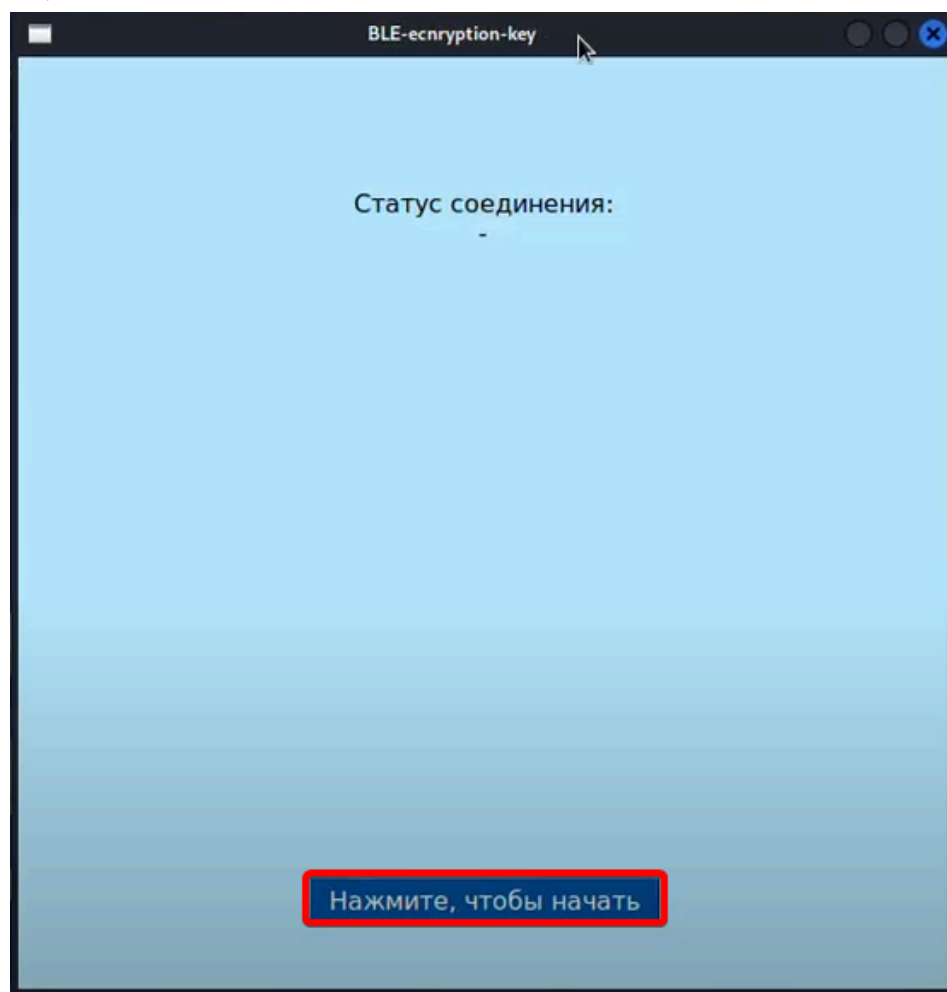 BLE-ecnryption-key
Статус соединения:
-
Нажмите, чтобы начать